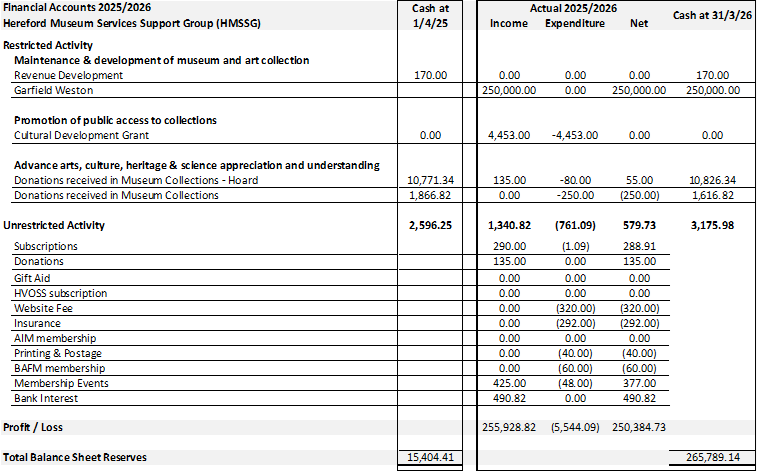 Financial Accounts 2025/2026 Cash at Actual 2025/2026 Cash at 31/3/26
Hereford Museum Services Support Group (HMSSG) 1/4/25 Income Expenditure Net
Restricted Activity
Maintenance & development of museum and art collection
Revenue Development 170.00 0.00 0.00 0.00 170.00
Garfield Weston 250,000.00 0.00 250,000.00 250,000.00
Promotion of public access to collections
Cultural Development Grant 0.00 4,453.00 -4,453.00 0.00 0.00
Advance arts, culture, heritage & science appreciation and understanding
Donations received in Museum Collections - Hoard 10,771.34 135.00 -80.00 55.00 10,826.34
Donations received in Museum Collections 1,866.82 0.00 -250.00 (250.00) 1,616.82
Unrestricted Activity 2,596.25 1,340.82 (761.09) 579.73 3,175.98
Subscriptions 290.00 (1.09) 288.91
Donations 135.00 0.00 135.00
Gift Aid 0.00 0.00 0.00
HVOSS subscription 0.00 0.00 0.00
Website Fee 0.00 (320.00) (320.00)
Insurance 0.00 (292.00) (292.00)
AIM membership 0.00 0.00 0.00
Printing & Postage 0.00 (40.00) (40.00)
BAFM membership 0.00 (60.00) (60.00)
Membership Events 425.00 (48.00) 377.00
Bank Interest 490.82 0.00 490.82
Profit / Loss 255,928.82 (5,544.09) 250,384.73
Total Balance Sheet Reserves 15,404.41 265,789.14